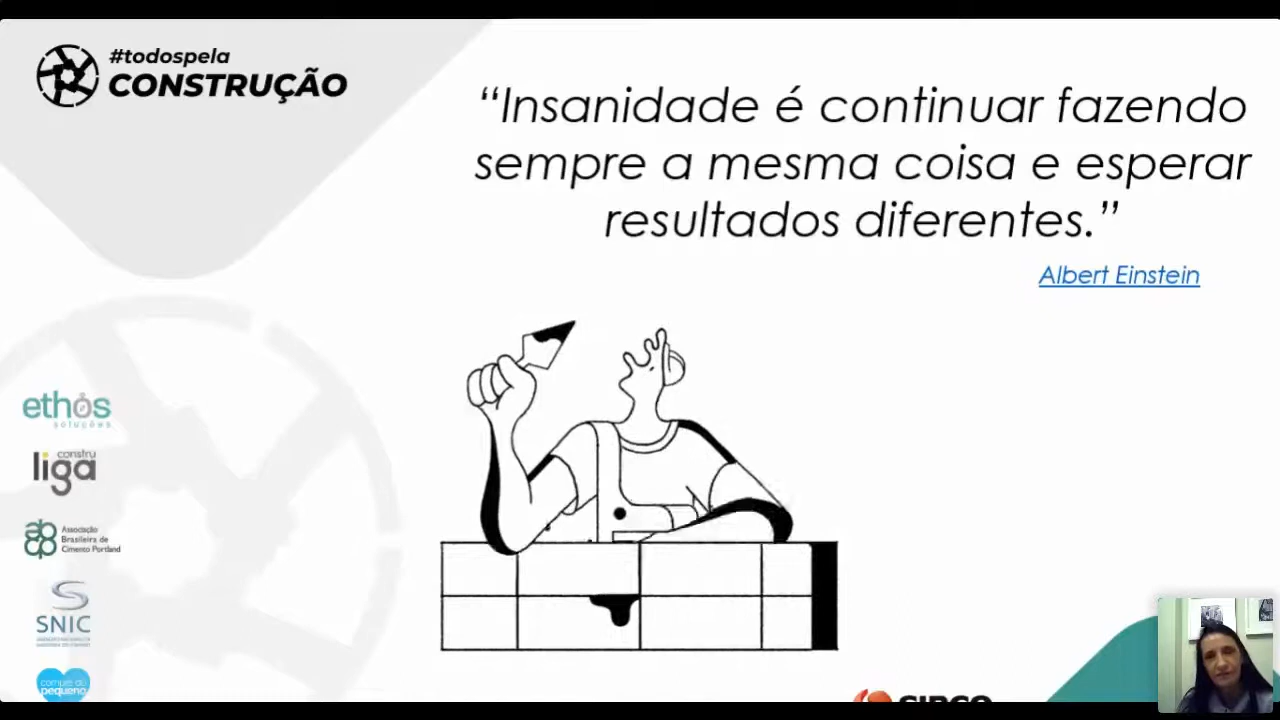 #todospela
CONSTRUÇÃO
“Insanidade é continuar fazendo
sempre a mesma coisa e esperar
resultados diferentes.”
Albert Einstein
ethos
soluções
constru
liga
Associação
Brasileira de
Cimento Portland
SNIC
compre do
pequeno